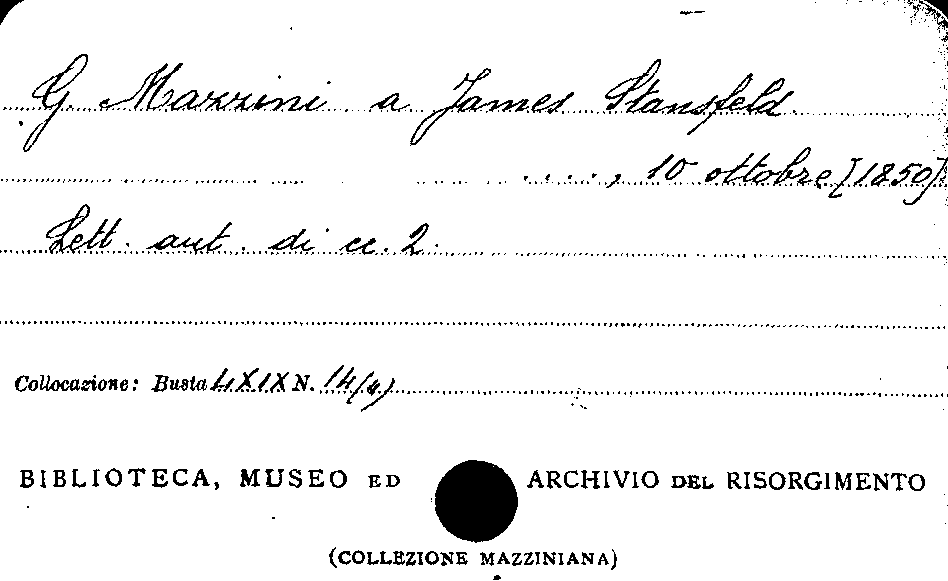 G. Mazzini a James Stansfeld.
...., 10 ottobre [1850]
Lett. aut. di cc. 2.
Collocazione: Busta LXIX N. 14(4)
BIBLIOTECA, MUSEO ED ARCHIVIO DEL RISORGIMENTO
(COLLEZIONE MAZZINIANA)